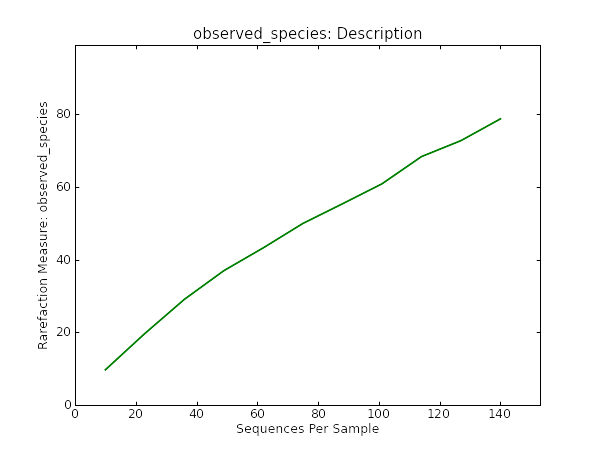 observed_species: Description
Rarefaction Measure: observed_species
80
60
40
20
0
0 20 40 60 80 100 120 140
Sequences Per Sample